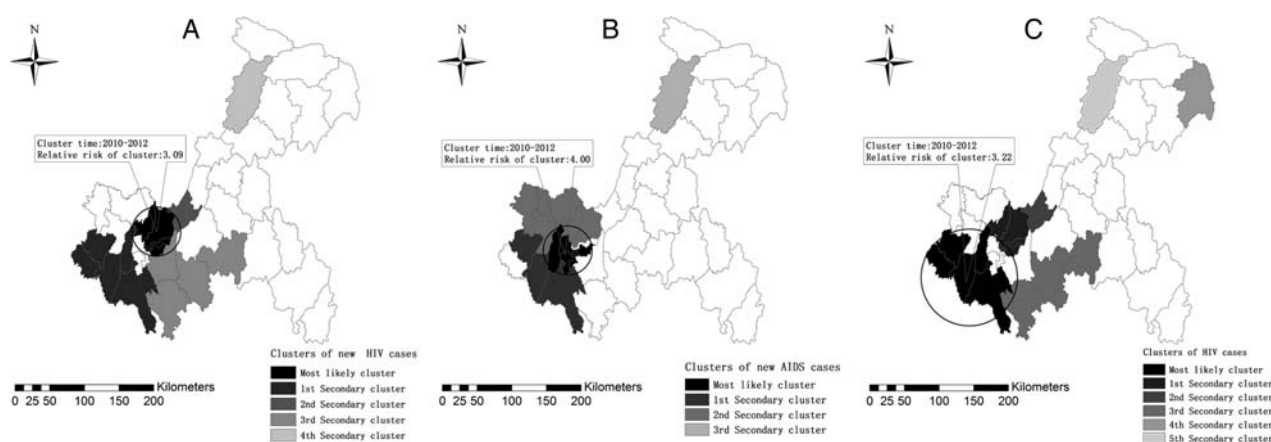 N
A
Cluster time:2010-2012
Relative risk of cluster:3.09
Clusters of new HIV cases
Most likely cluster
1st Secondary cluster
2nd Secondary cluster
3rd Secondary cluster
4th Secondary cluster
Kilometers
0 25 50 100 150 200
N
B
Cluster time:2010-2012
Relative risk of cluster:4.00
Clusters of new AIDS cases
Most likely cluster
1st Secondary cluster
2nd Secondary cluster
3rd Secondary cluster
Kilometers
0 25 50 100 150 200
N
C
Cluster time:2010-2012
Relative risk of cluster:3.22
Clusters of HIV cases
Most likely cluster
1st Secondary cluster
2nd Secondary cluster
3rd Secondary cluster
4th Secondary cluster
5th Secondary cluster
Kilometers
0 25 50 100 150 200